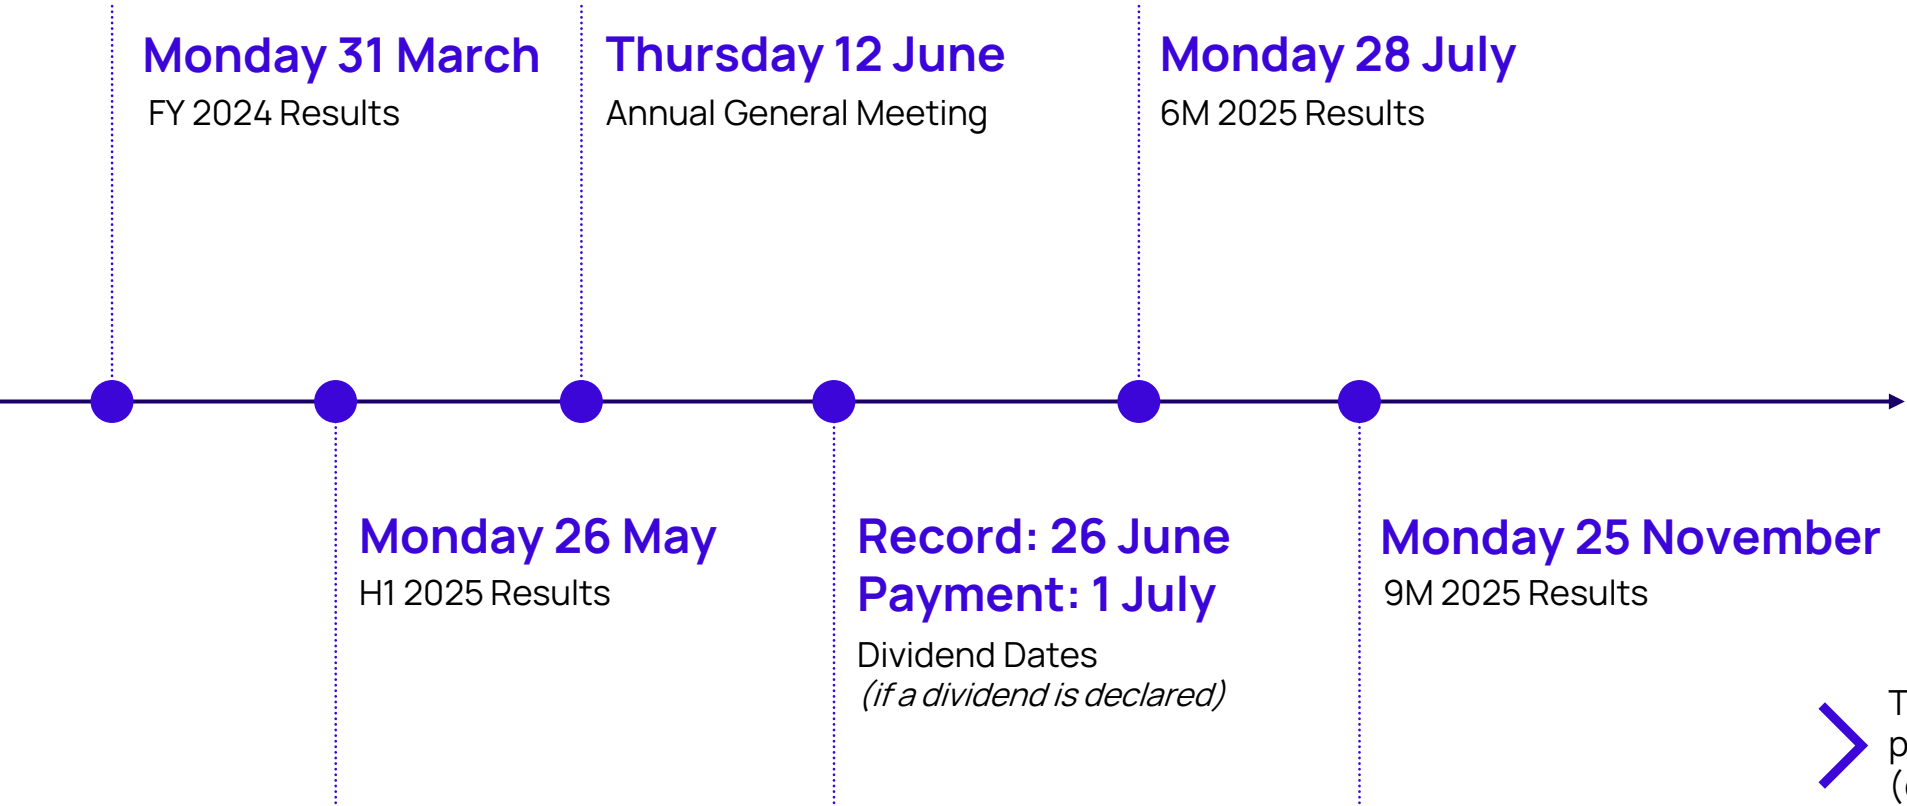 Monday 31 March
FY 2024 Results
Thursday 12 June
Annual General Meeting
Monday 28 July
6M 2025 Results
Monday 26 May
H1 2025 Results
Record: 26 June
Payment: 1 July
Dividend Dates
(if a dividend is declared)
Monday 25 November
9M 2025 Results